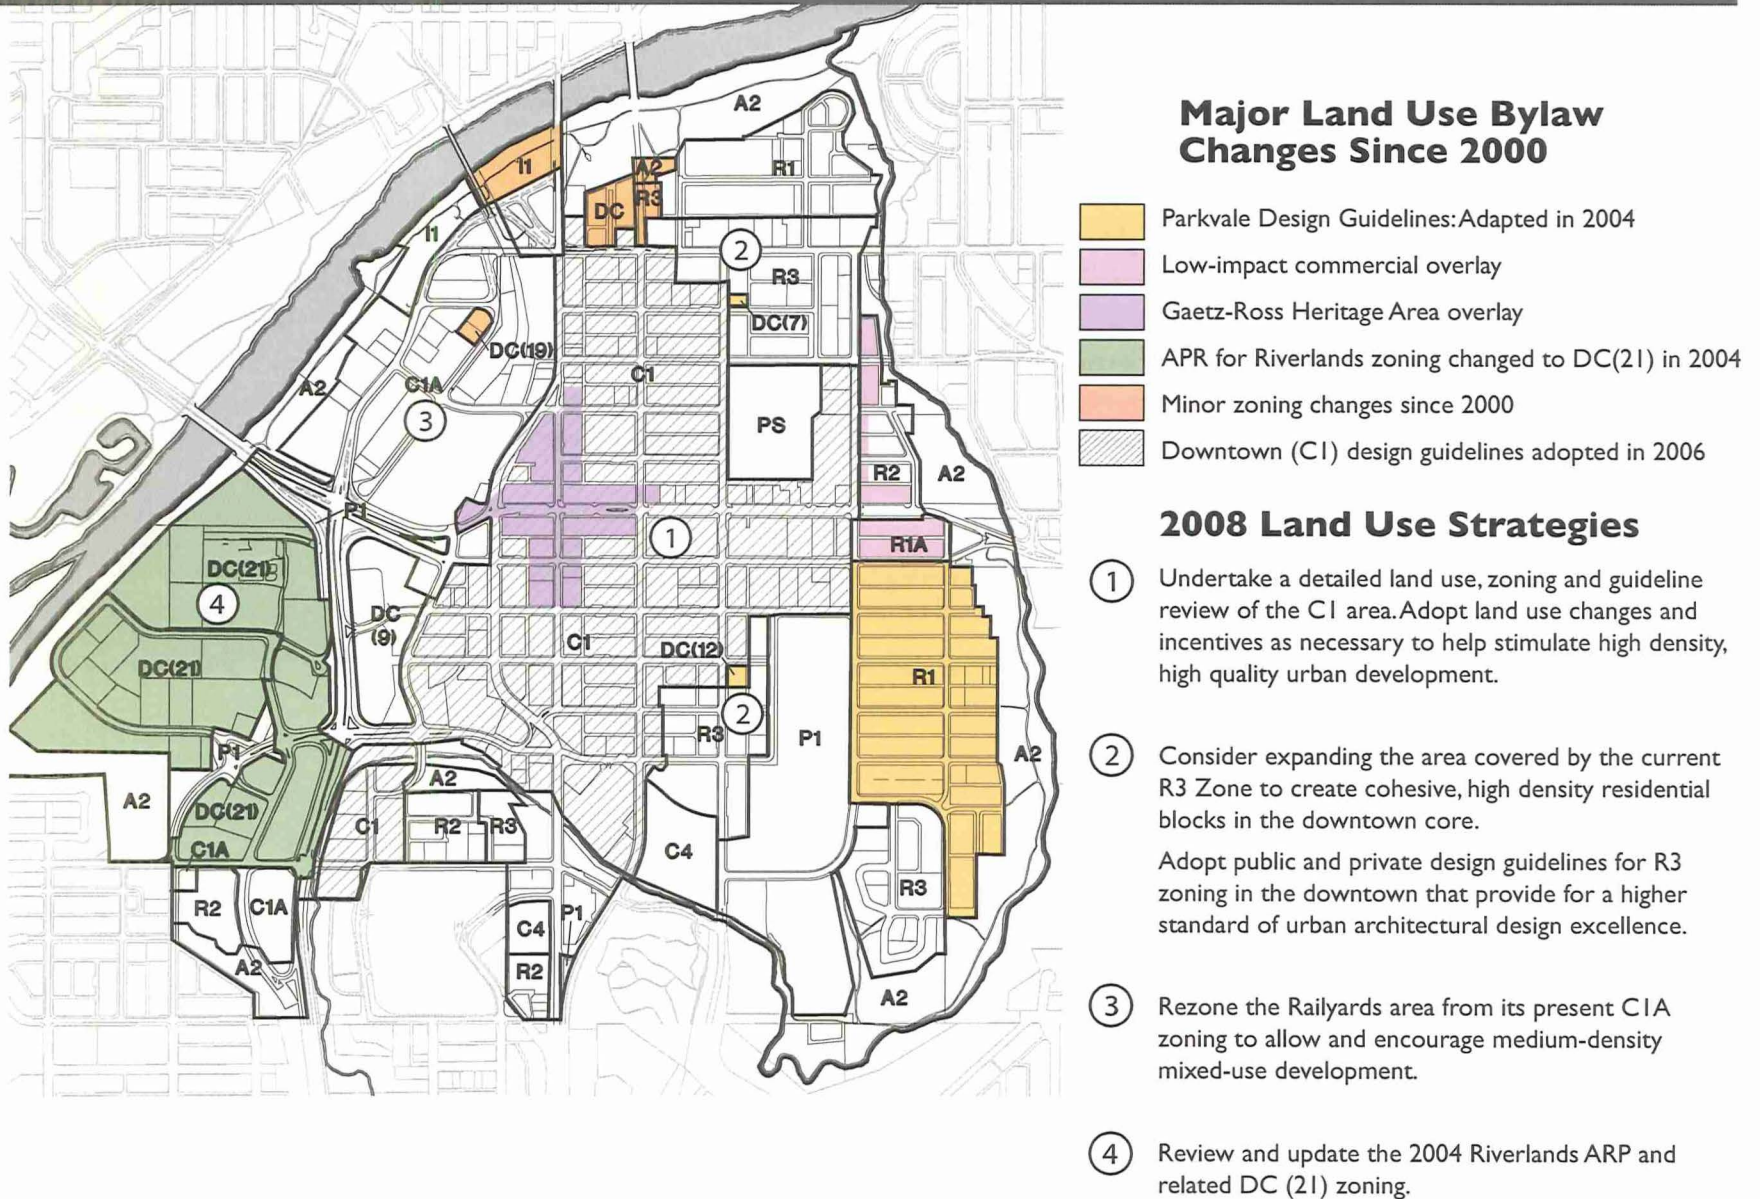 Major Land Use Bylaw
Changes Since 2000
Parkvale Design Guidelines: Adapted in 2004
Low-impact commercial overlay
Gaetz-Ross Heritage Area overlay
APR for Riverlands zoning changed to DC(21) in 2004
Minor zoning changes since 2000
Downtown (C1) design guidelines adopted in 2006
2008 Land Use Strategies
1
Undertake a detailed land use, zoning and guideline
review of the C1 area. Adopt land use changes and
incentives as necessary to help stimulate high density,
high quality urban development.
2
Consider expanding the area covered by the current
R3 Zone to create cohesive, high density residential
blocks in the downtown core.
Adopt public and private design guidelines for R3
zoning in the downtown that provide for a higher
standard of urban architectural design excellence.
3
Rezone the Railyards area from its present C1A
zoning to allow and encourage medium-density
mixed-use development.
4
Review and update the 2004 Riverlands ARP and
related DC (21) zoning.
A2
I1
A2
R1
R3
DC
I1
2
R3
DC(7)
DC(19)
C1
A2
C1A
3
PS
R2
A2
P1
1
R1A
DC(21)
4
DC
(9)
C1
DC(12)
DC(21)
R1
2
R3
P1
P1
A2
A2
A2
DC(21)
C1
R2
R3
C1A
C4
R3
R2
C1A
P1
C4
A2
R2
A2